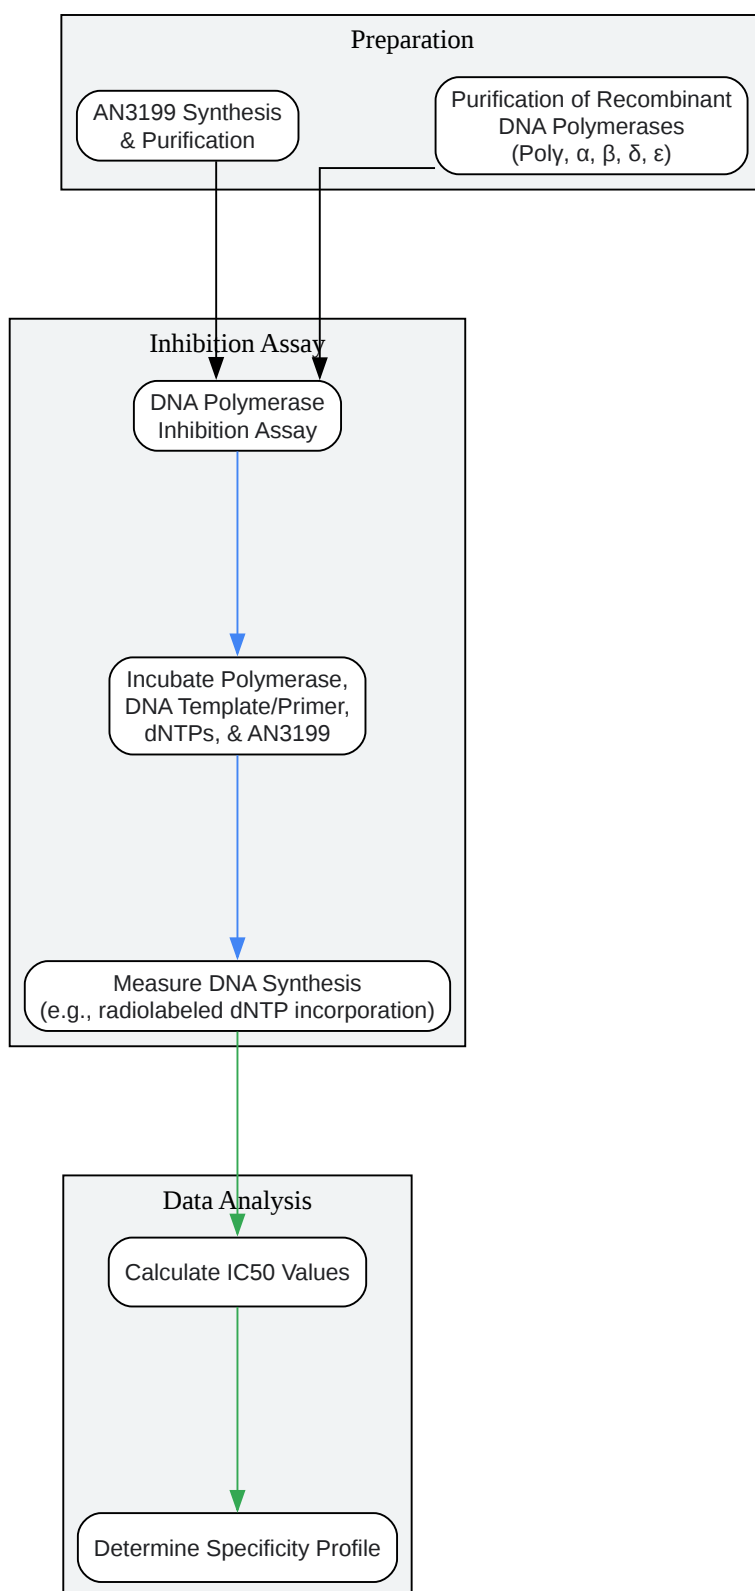 Preparation
AN3199 Synthesis
& Purification
Purification of Recombinant
DNA Polymerases
(Polγ, α, β, δ, ε)
Inhibition Assay
DNA Polymerase
Inhibition Assay
Incubate Polymerase,
DNA Template/Primer,
dNTPs, & AN3199
Measure DNA Synthesis
(e.g., radiolabeled dNTP incorporation)
Data Analysis
Calculate IC50 Values
Determine Specificity Profile